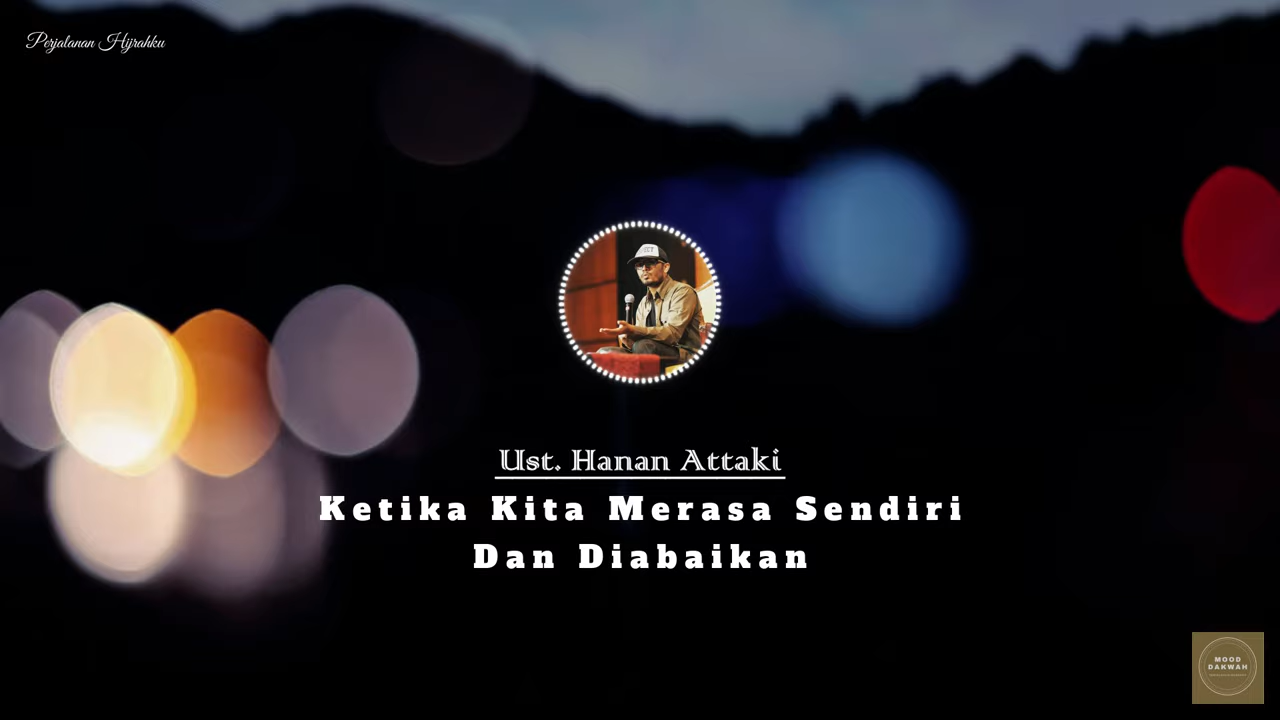 Perjalanan Hijrahku
Ust. Hanan Attaki
Ketika Kita Merasa Sendiri
Dan Diabaikan
MOOD
DAKWAH